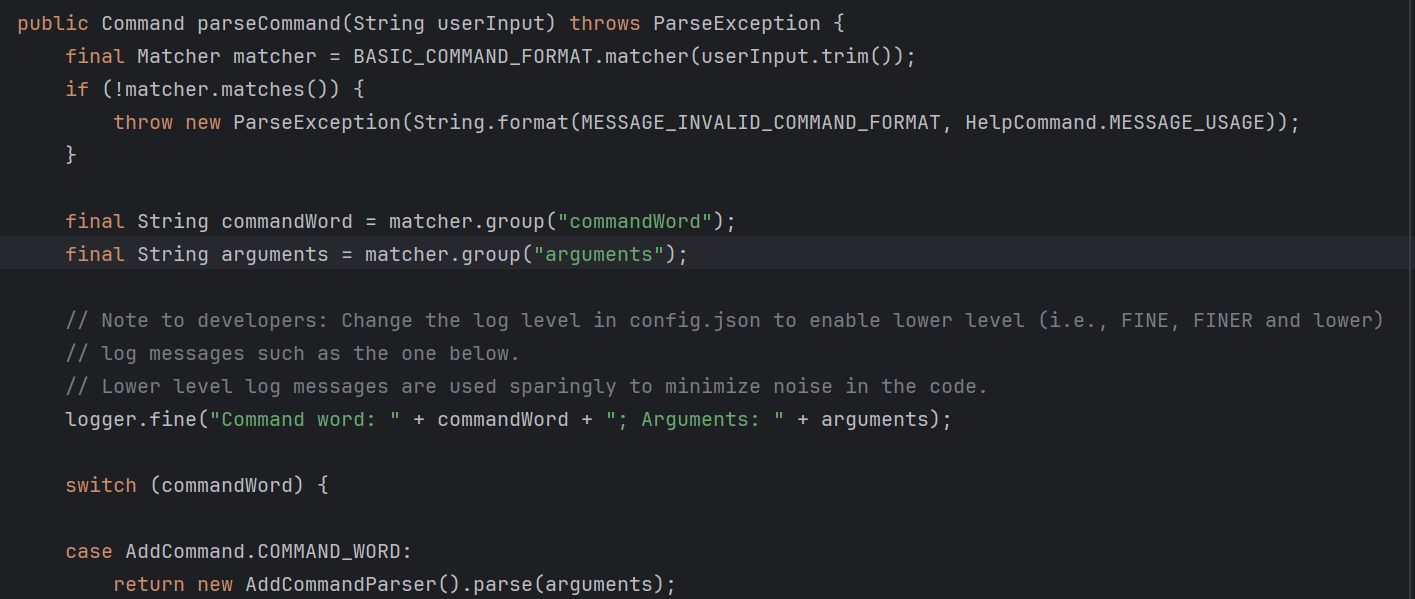 public Command parseCommand(String userInput) throws ParseException {
    final Matcher matcher = BASIC_COMMAND_FORMAT.matcher(userInput.trim());
    if (!matcher.matches()) {
        throw new ParseException(String.format(MESSAGE_INVALID_COMMAND_FORMAT, HelpCommand.MESSAGE_USAGE));
    }

    final String commandWord = matcher.group("commandWord");
    final String arguments = matcher.group("arguments");

    // Note to developers: Change the log level in config.json to enable lower level (i.e., FINE, FINER and lower)
    // log messages such as the one below.
    // Lower level log messages are used sparingly to minimize noise in the code.
    logger.fine("Command word: " + commandWord + "; Arguments: " + arguments);

    switch (commandWord) {

    case AddCommand.COMMAND_WORD:
        return new AddCommandParser().parse(arguments);